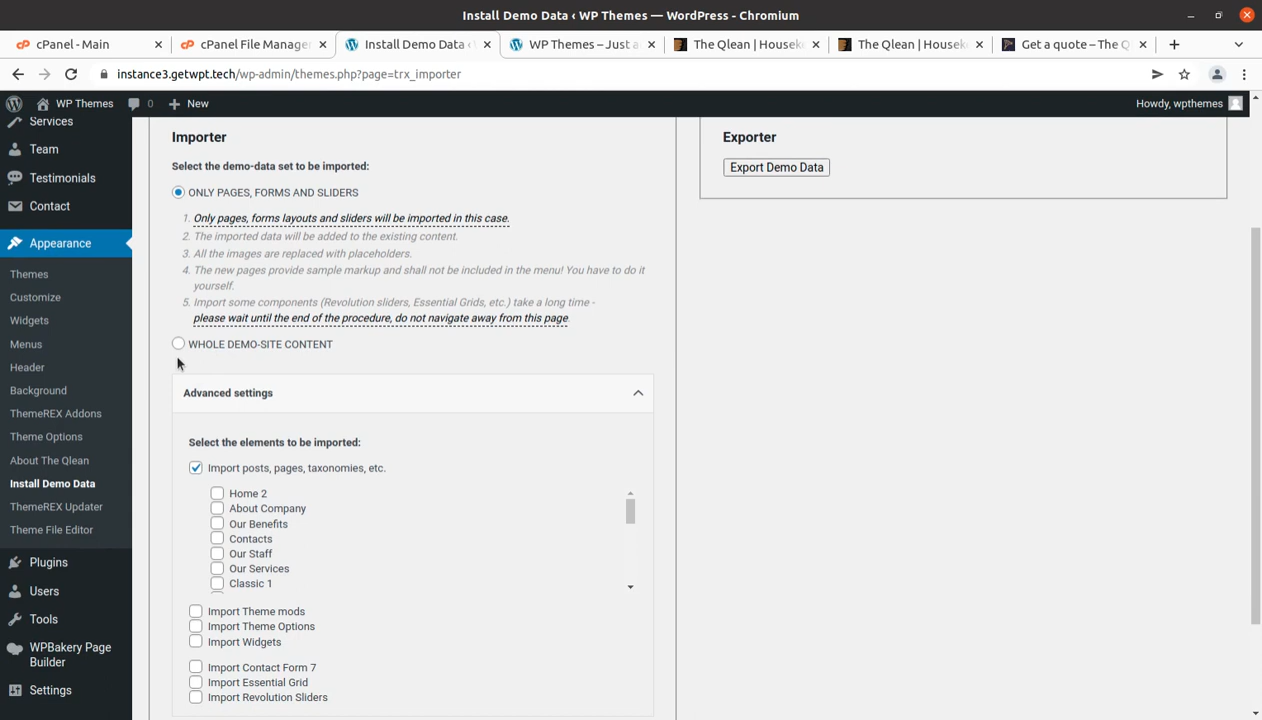 Install Demo Data ‹ WP Themes — WordPress - Chromium
cPanel - Main
cPanel File Manager
Install Demo Data ‹
WP Themes – Just a
The Qlean | House
The Qlean | House
Get a quote – The Q
instance3.getwpt.tech/wp-admin/themes.php?page=trx_importer
WP Themes
0
New
Howdy, wpthemes
Services
Team
Testimonials
Contact
Appearance
Themes
Customize
Widgets
Menus
Header
Background
ThemeREX Addons
Theme Options
About The Qlean
Install Demo Data
ThemeREX Updater
Theme File Editor
Plugins
Users
Tools
WPBakery Page
Builder
Settings
Importer
Select the demo-data set to be imported:
ONLY PAGES, FORMS AND SLIDERS
1. Only pages, forms layouts and sliders will be imported in this case.
2. The imported data will be added to the existing content.
3. All the images are replaced with placeholders.
4. The new pages provide sample markup and shall not be included in the menu! You have to do it
yourself.
5. Import some components (Revolution sliders, Essential Grids, etc.) take a long time -
please wait until the end of the procedure, do not navigate away from this page.
WHOLE DEMO-SITE CONTENT
Advanced settings
Select the elements to be imported:
Import posts, pages, taxonomies, etc.
Home 2
About Company
Our Benefits
Contacts
Our Staff
Our Services
Classic 1
Import Theme mods
Import Theme Options
Import Widgets
Import Contact Form 7
Import Essential Grid
Import Revolution Sliders
Exporter
Export Demo Data